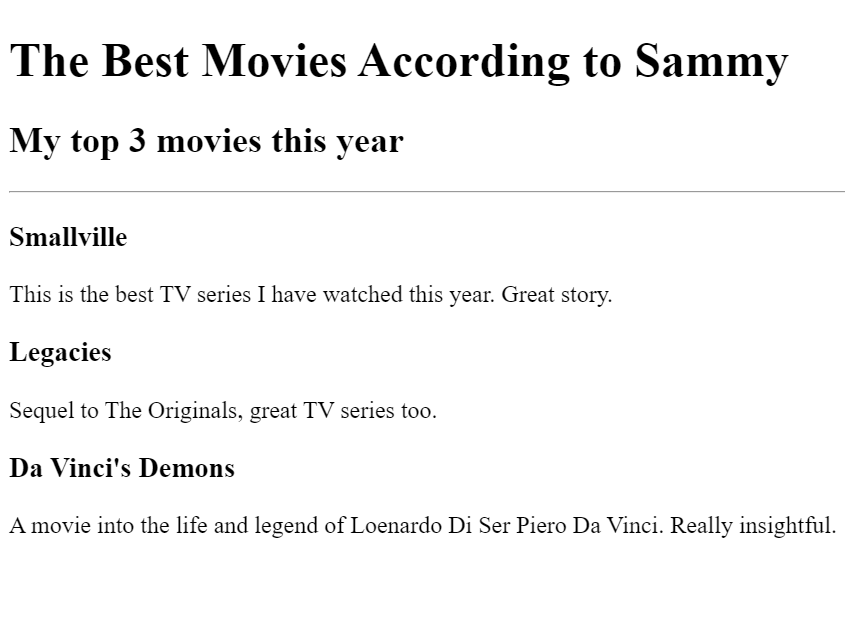 The Best Movies According to Sammy
My top 3 movies this year
Smallville
This is the best TV series I have watched this year. Great story.
Legacies
Sequel to The Originals, great TV series too.
Da Vinci's Demons
A movie into the life and legend of Loenardo Di Ser Piero Da Vinci. Really insightful.